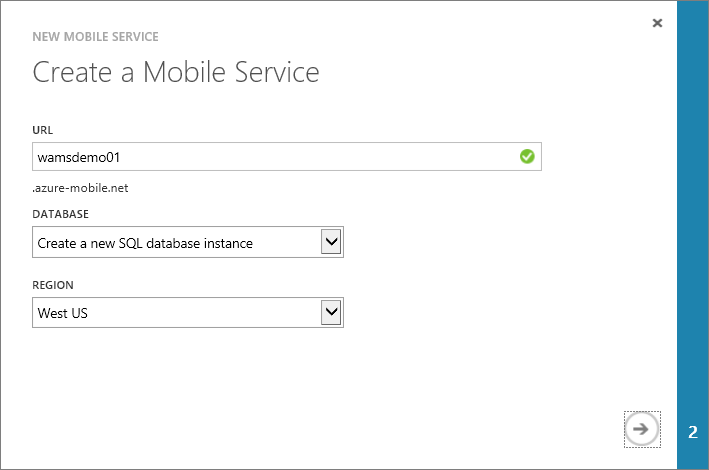 NEW MOBILE SERVICE
Create a Mobile Service
URL
wamsdemo01
.azure-mobile.net
DATABASE
Create a new SQL database instance
REGION
West US
2